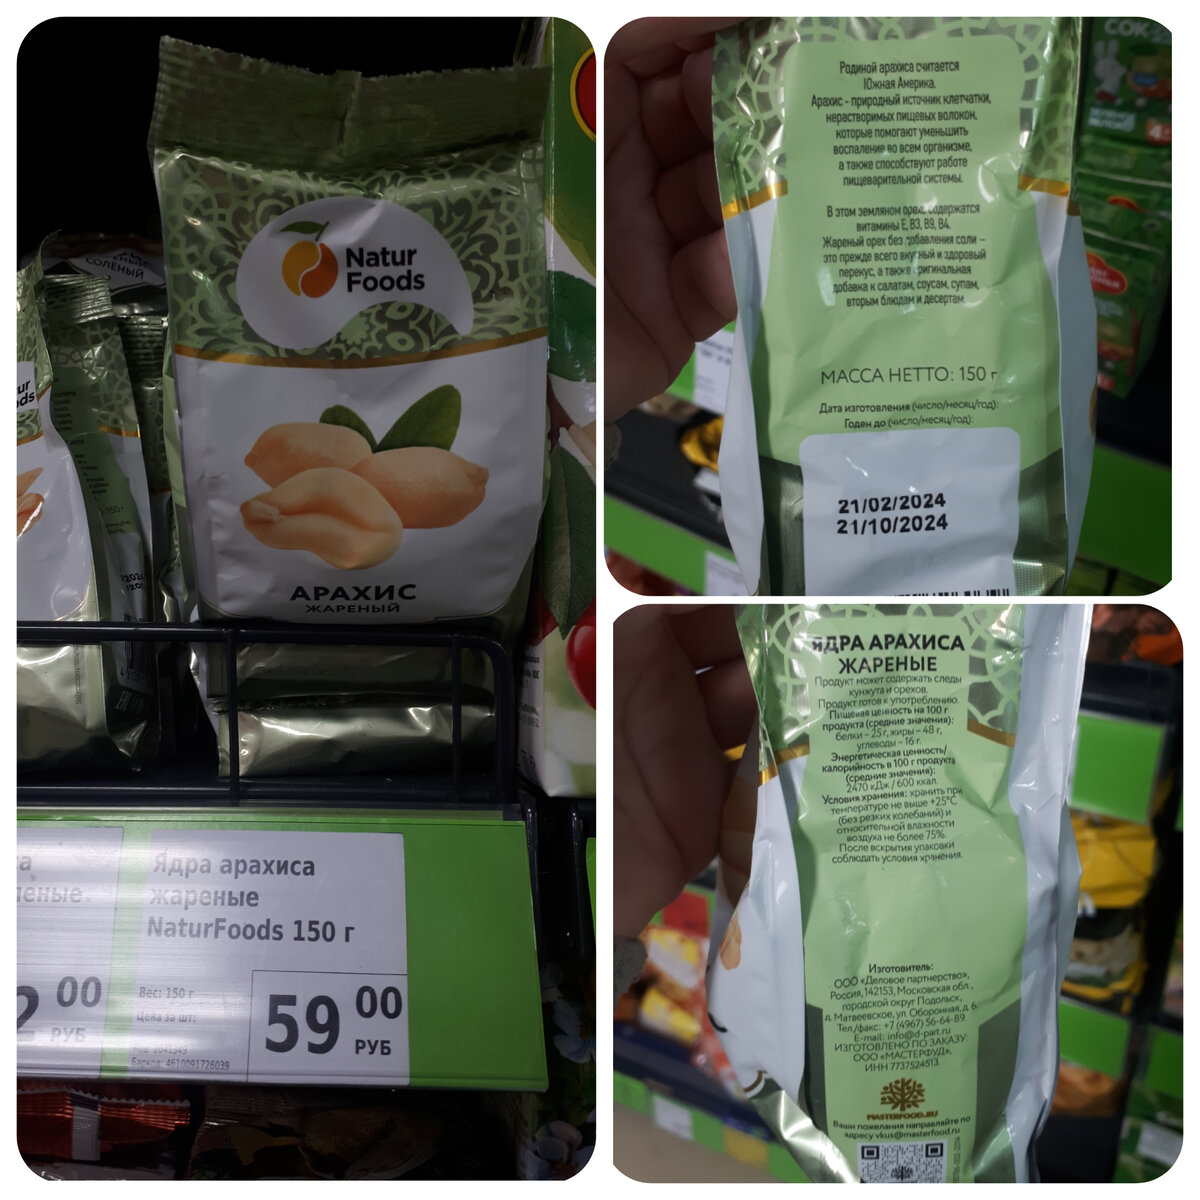 СОЛЁНЫЙ
Natur
Foods
АРАХИС
ЖАРЕНЫЙ
150 г
Ядра арахиса
жареные
NaturFoods 150 г
Вес: 150 г
Цена за шт:
59 00
РУБ
Код: 2641349
Баркод: 4610091726039
00
РУБ
Родиной арахиса считается
Южная Америка.
Арахис – природный источник клетчатки,
нерастворимых пищевых волокон,
которые помогают уменьшить
воспаление во всем организме,
а также способствуют работе
пищеварительной системы.
В этом земляном орехе содержатся
витамины Е, В3, В9, В4.
Жареный орех без добавления соли –
это прежде всего вкусный и здоровый
перекус, а также оригинальная
добавка к салатам, соусам, супам,
вторым блюдам и десертам
МАССА НЕТТО: 150 г
Дата изготовления (число/месяц/год):
Годен до (число/месяц/год):
21/02/2024
21/10/2024
СОК
ЯБЛОКО
ЯДРА АРАХИСА
ЖАРЕНЫЕ
Продукт может содержать следы
кунжута и орехов.
Продукт готов к употреблению.
Пищевая ценность на 100 г
продукта (средние значения):
белки – 25 г, жиры – 48 г,
углеводы – 16 г.
Энергетическая ценность/
калорийность в 100 г продукта
(средние значения):
2470 кДж / 600 ккал.
Условия хранения: хранить при
температуре не выше +25°С
(без резких колебаний) и
относительной влажности
воздуха не более 75%.
После вскрытия упаковки
соблюдать условия хранения.
Изготовитель:
ООО «Деловое партнерство»,
Россия, 142153, Московская обл.,
городской округ Подольск,
д. Матвеевское, ул. Оборонная, д. 6.
Тел./факс: +7 (4967) 56-64-89
E-mail: info@d-part.ru
ИЗГОТОВЛЕНО ПО ЗАКАЗУ:
ООО «МАСТЕРФУД»,
ИНН 7737524513.
MASTERFOOD.RU
Ваши пожелания направляйте по
адресу vkus@masterfood.ru